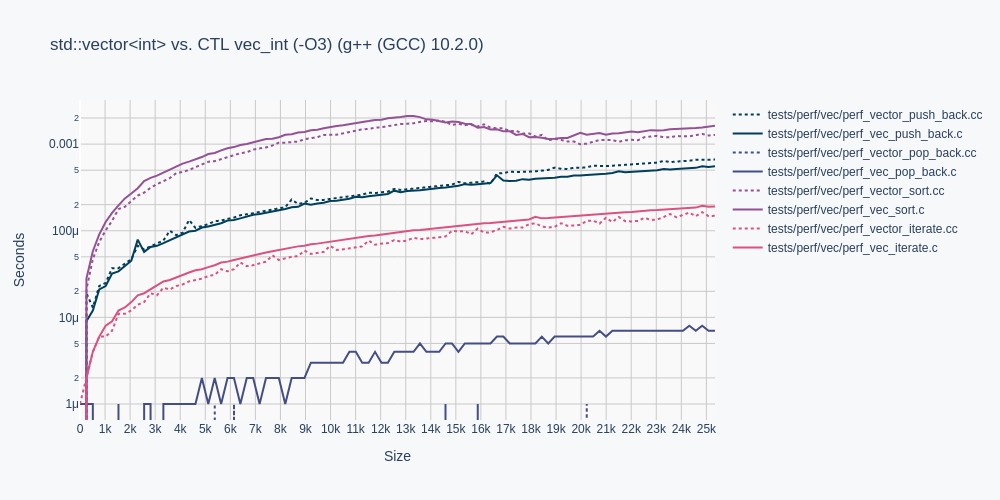 std::vector<int> vs. CTL vec_int (-O3) (g++ (GCC) 10.2.0)
tests/perf/vec/perf_vector_push_back.cc
tests/perf/vec/perf_vec_push_back.c
tests/perf/vec/perf_vector_pop_back.cc
tests/perf/vec/perf_vec_pop_back.c
tests/perf/vec/perf_vector_sort.cc
tests/perf/vec/perf_vec_sort.c
tests/perf/vec/perf_vector_iterate.cc
tests/perf/vec/perf_vec_iterate.c
Seconds
2
0.001
5
2
100μ
5
2
10μ
5
2
1μ
0 1k 2k 3k 4k 5k 6k 7k 8k 9k 10k 11k 12k 13k 14k 15k 16k 17k 18k 19k 20k 21k 22k 23k 24k 25k
Size